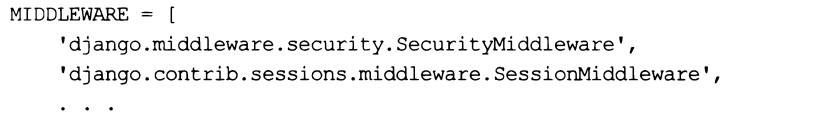 MIDDLEWARE = [
    'django.middleware.security.SecurityMiddleware',
    'django.contrib.sessions.middleware.SessionMiddleware',
    . . .